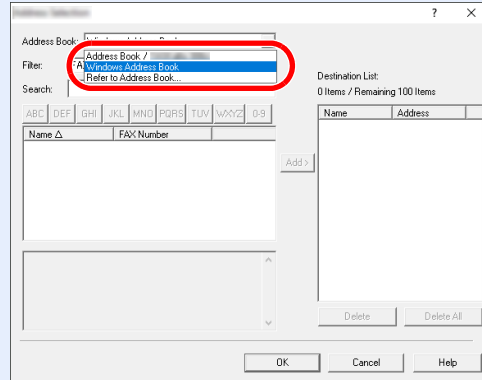 ? X
Address Book:
Address Book /
Windows Address Book
Refer to Address Book...
Filter:
Search:
ABC DEF GHI JKL MNO PQRS TUV WXYZ 0-9
Name △ FAX Number
Add >
Destination List:
0 Items / Remaining 100 Items
Name Address
Delete Delete All
OK Cancel Help